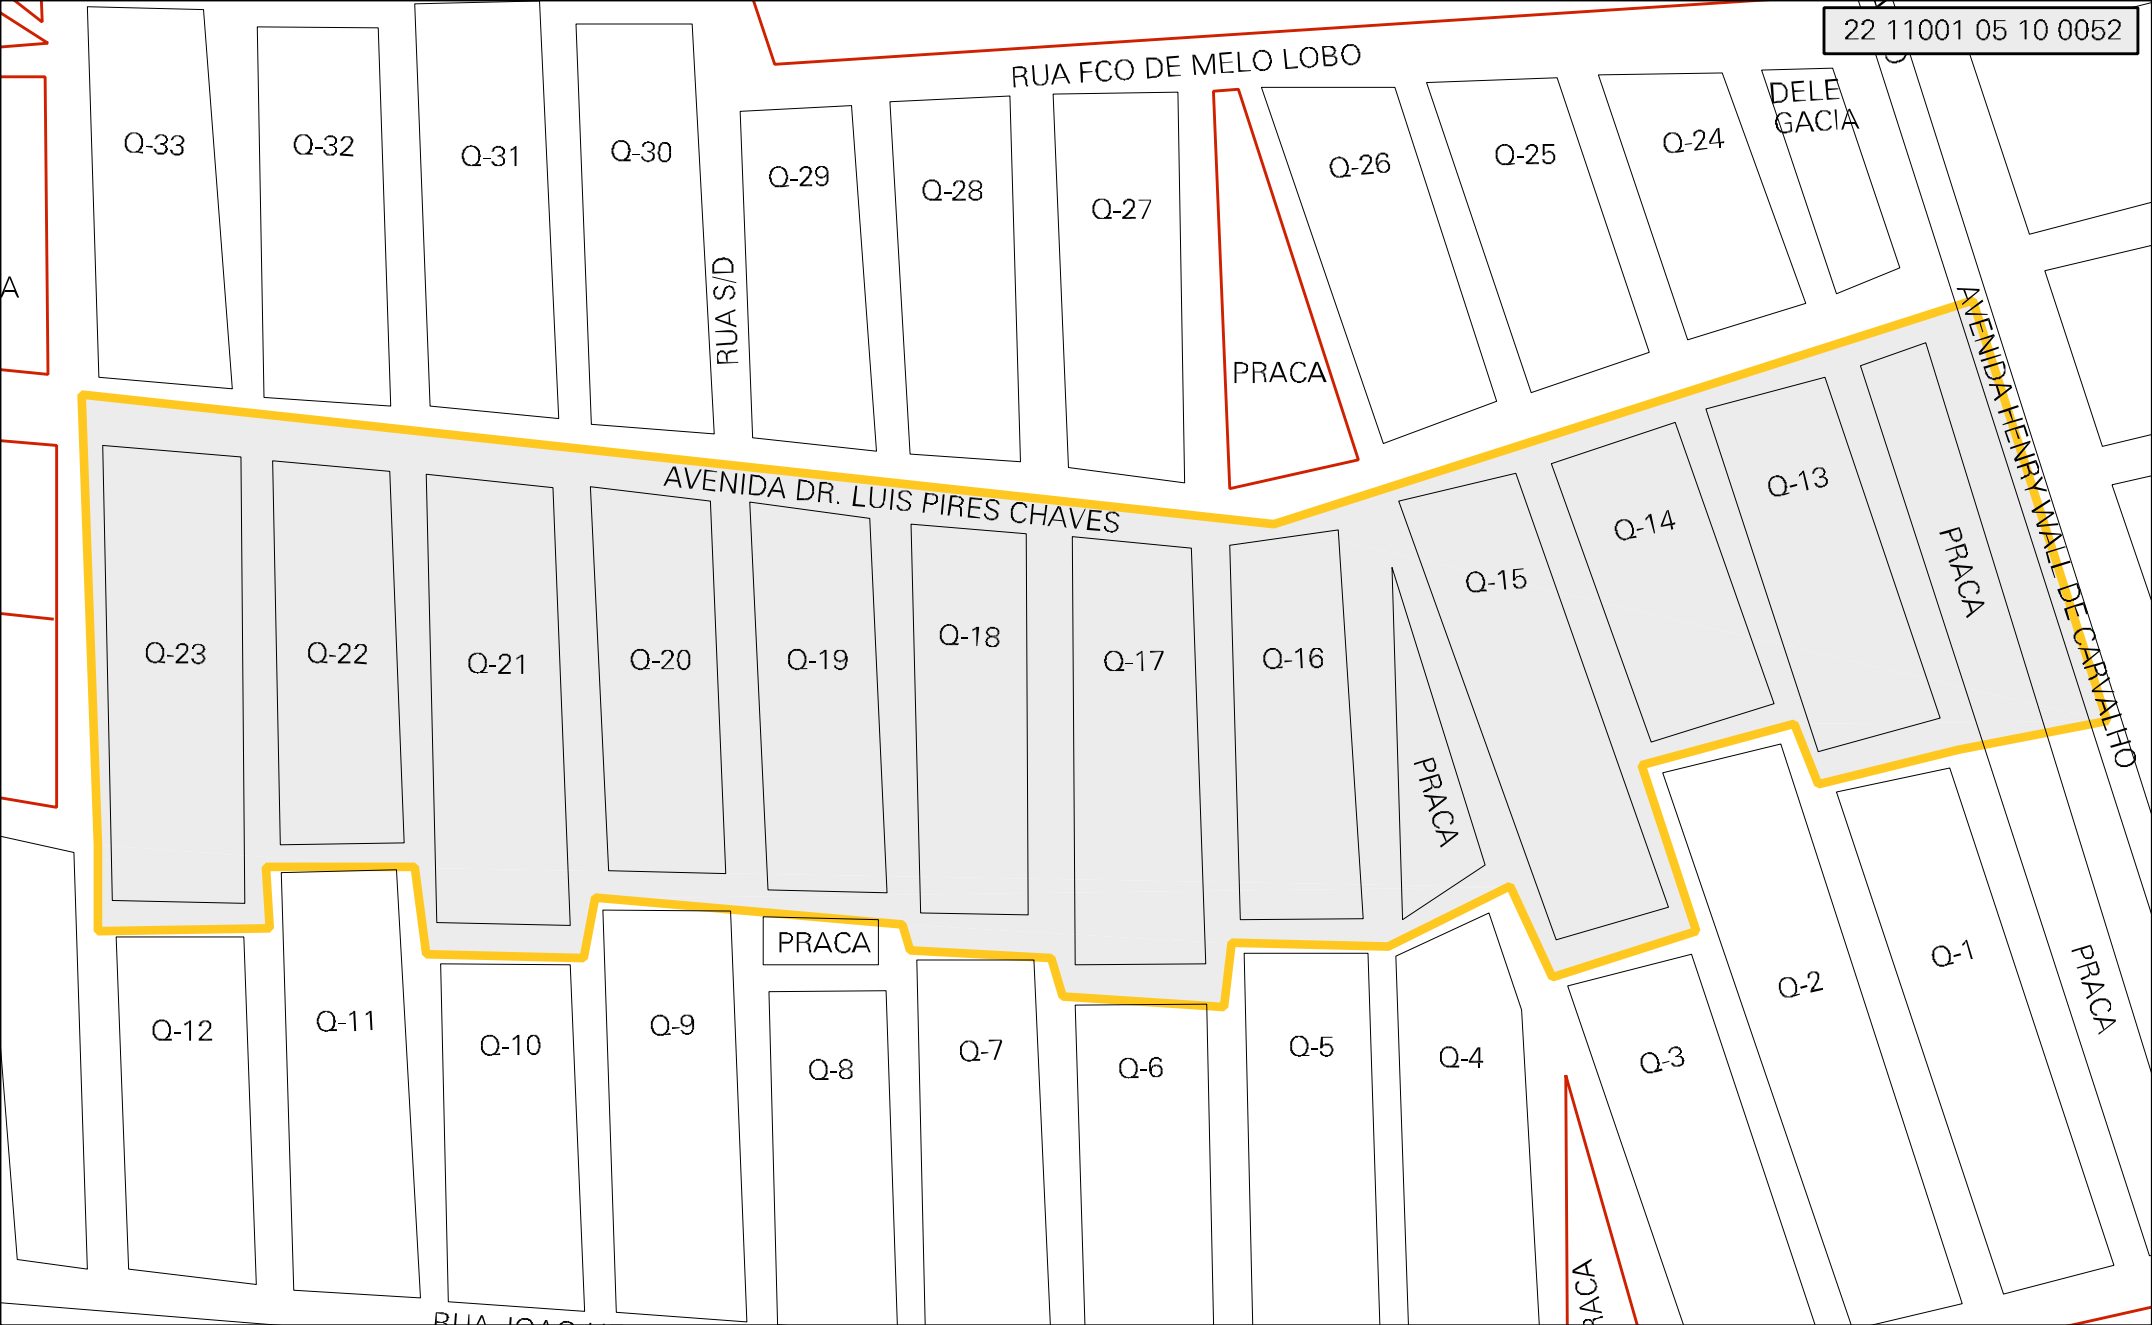 22 11001 05 10 0052
RUA FCO DE MELO LOBO
DELE
GACIA
Q-33
Q-32
Q-31
Q-30
Q-29
Q-28
Q-27
Q-26
Q-25
Q-24
RUA S/D
A
PRACA
AVENIDA HENRY WALL DE CARVALHO
AVENIDA DR. LUIS PIRES CHAVES
Q-23
Q-22
Q-21
Q-20
Q-19
Q-18
Q-17
Q-16
Q-15
Q-14
Q-13
PRACA
PRACA
PRACA
Q-12
Q-11
Q-10
Q-9
Q-8
Q-7
Q-6
Q-5
Q-4
Q-3
Q-2
Q-1
PRACA
RACA
RUA JOAO